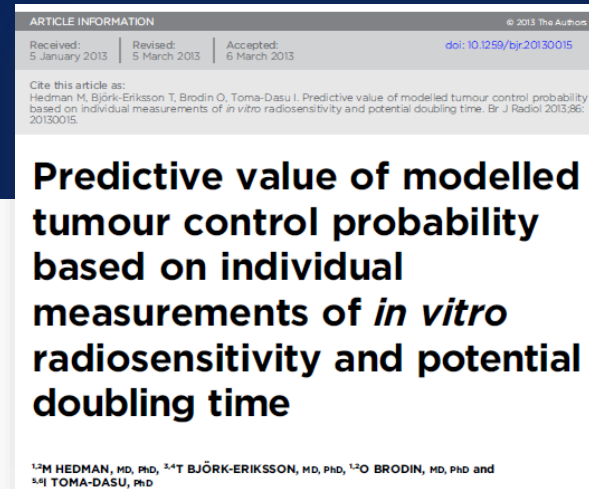 ARTICLE INFORMATION © 2013 The Authors
Received: Revised: Accepted: doi: 10.1259/bjr.20130015
5 January 2013 5 March 2013 6 March 2013
Cite this article as:
Hedman M, Björk-Eriksson T, Brodin O, Toma-Dasu I. Predictive value of modelled tumour control probability
based on individual measurements of in vitro radiosensitivity and potential doubling time. Br J Radiol 2013;86:
20130015.
Predictive value of modelled
tumour control probability
based on individual
measurements of in vitro
radiosensitivity and potential
doubling time
1,2M HEDMAN, MD, PhD, 3,4T BJÖRK-ERIKSSON, MD, PhD, 1,2O BRODIN, MD, PhD and
5,6I TOMA-DASU, PhD